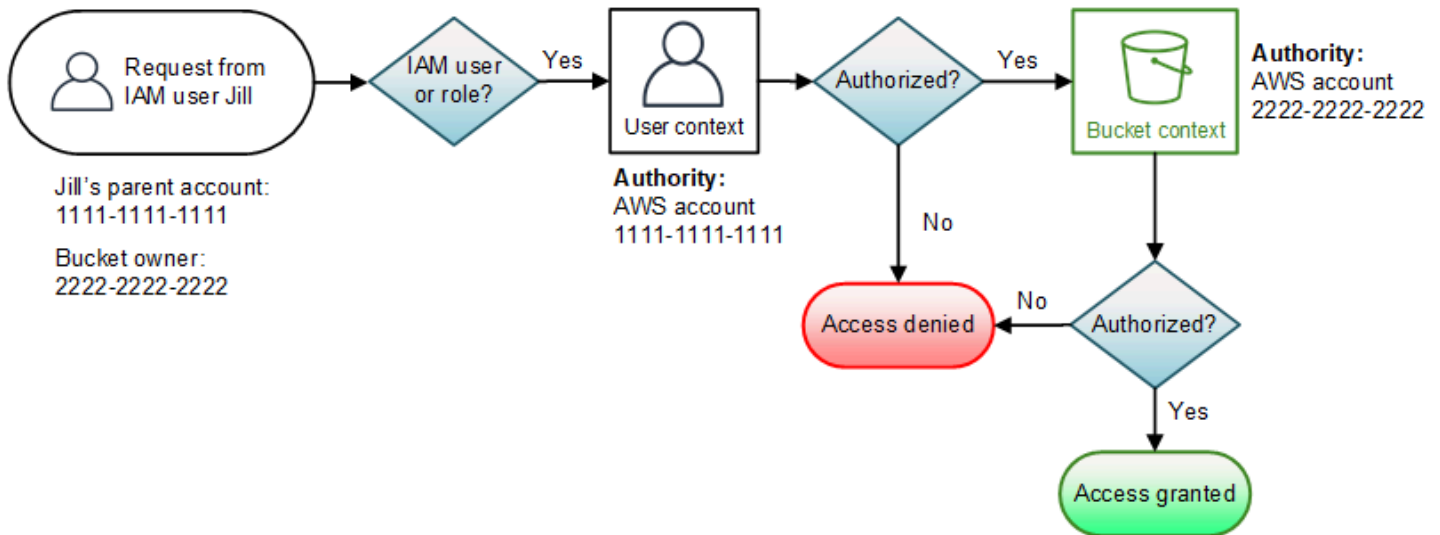 Request from
IAM user Jill
Jill's parent account:
1111-1111-1111
Bucket owner:
2222-2222-2222
IAM user
or role?
Yes
User context
Authority:
AWS account
1111-1111-1111
Authorized?
Yes
No
Bucket context
Authority:
AWS account
2222-2222-2222
Access denied
No
Authorized?
Yes
Access granted